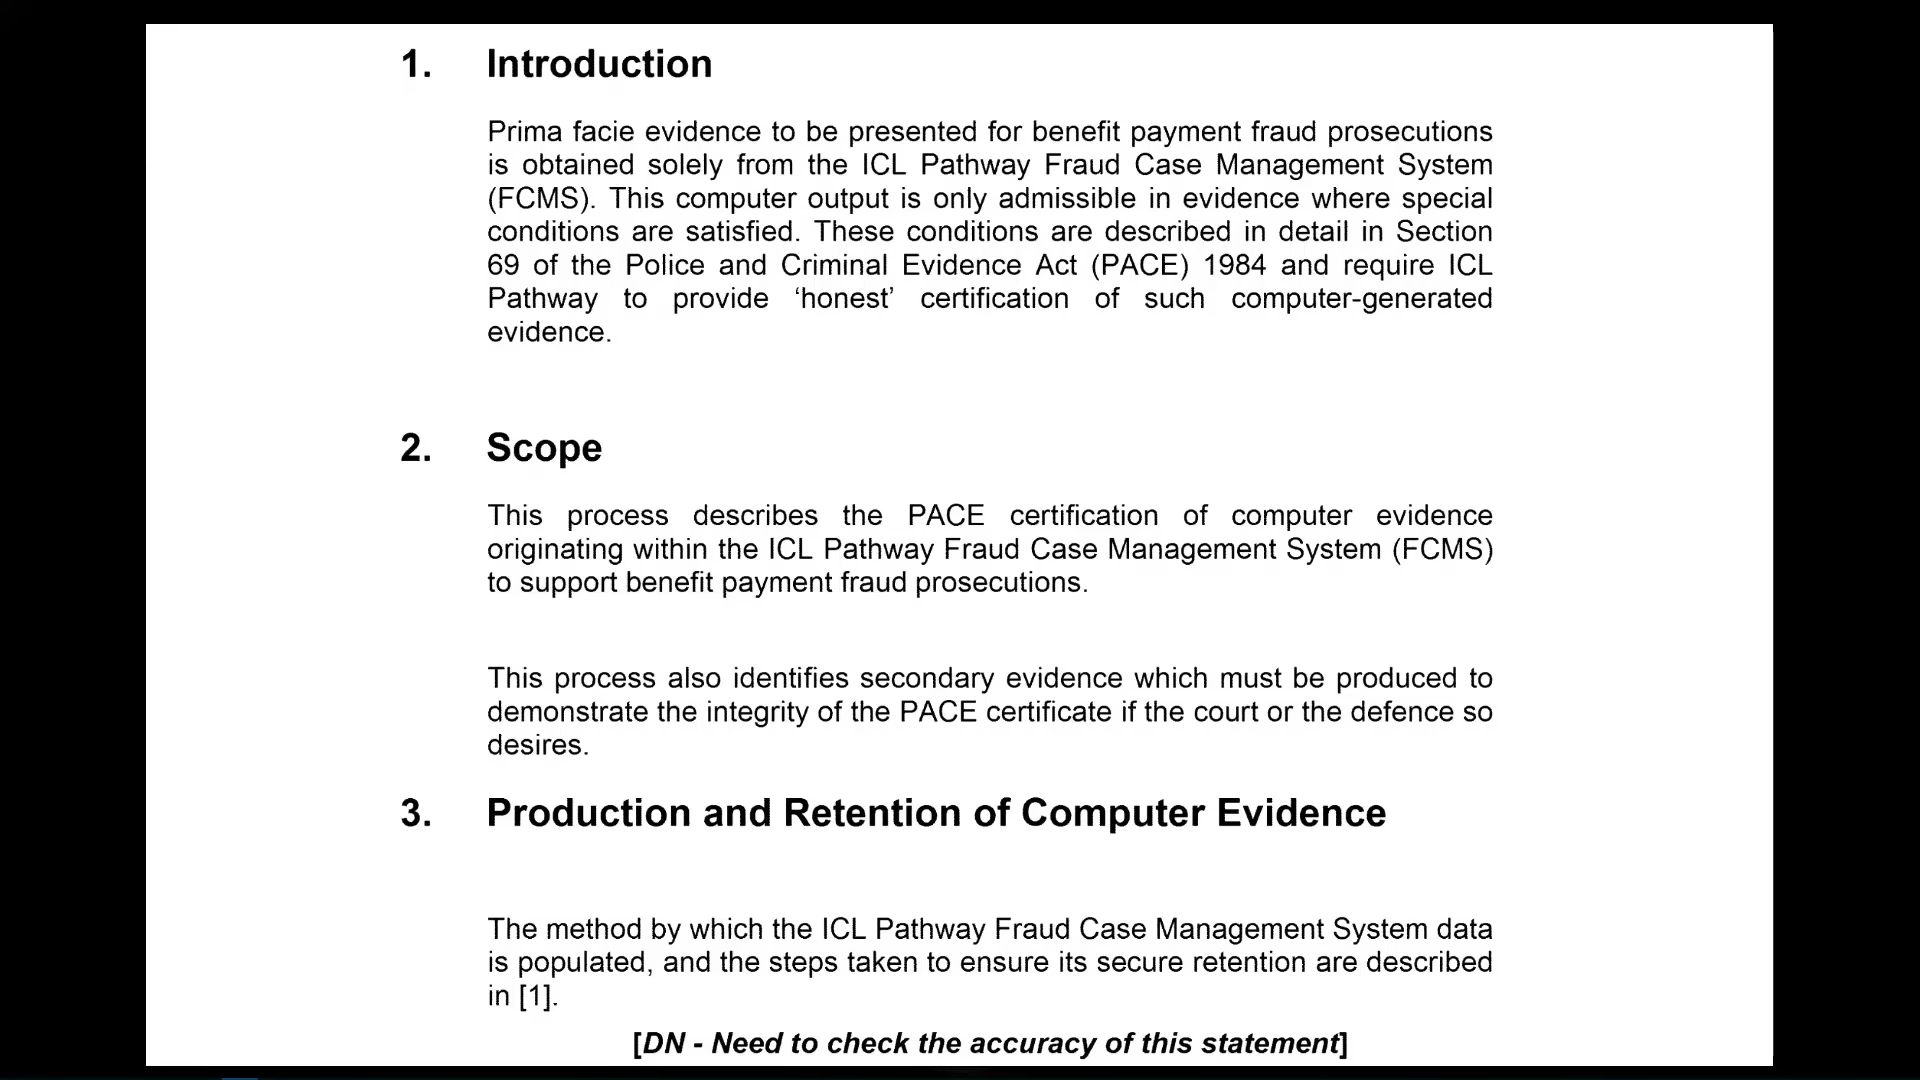 1. Introduction
Prima facie evidence to be presented for benefit payment fraud prosecutions
is obtained solely from the ICL Pathway Fraud Case Management System
(FCMS). This computer output is only admissible in evidence where special
conditions are satisfied. These conditions are described in detail in Section
69 of the Police and Criminal Evidence Act (PACE) 1984 and require ICL
Pathway to provide ‘honest’ certification of such computer-generated
evidence.
2. Scope
This process describes the PACE certification of computer evidence
originating within the ICL Pathway Fraud Case Management System (FCMS)
to support benefit payment fraud prosecutions.
This process also identifies secondary evidence which must be produced to
demonstrate the integrity of the PACE certificate if the court or the defence so
desires.
3. Production and Retention of Computer Evidence
The method by which the ICL Pathway Fraud Case Management System data
is populated, and the steps taken to ensure its secure retention are described
in [1].
[DN - Need to check the accuracy of this statement]